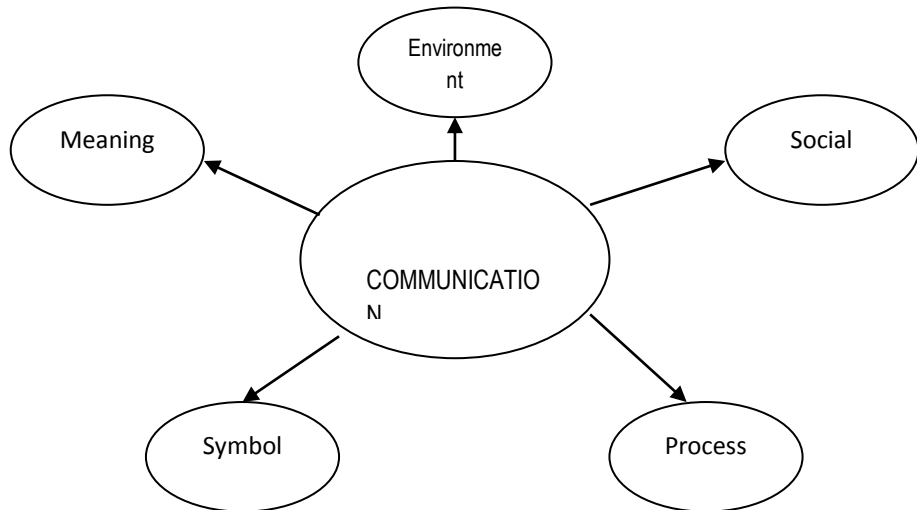 Environme
nt
Meaning
Social
COMMUNICATIO
N
Symbol
Process